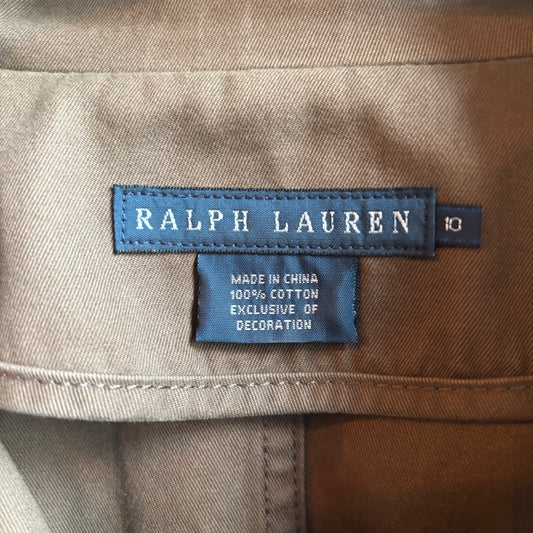 RALPH LAUREN
10
MADE IN CHINA
100% COTTON
EXCLUSIVE OF
DECORATION